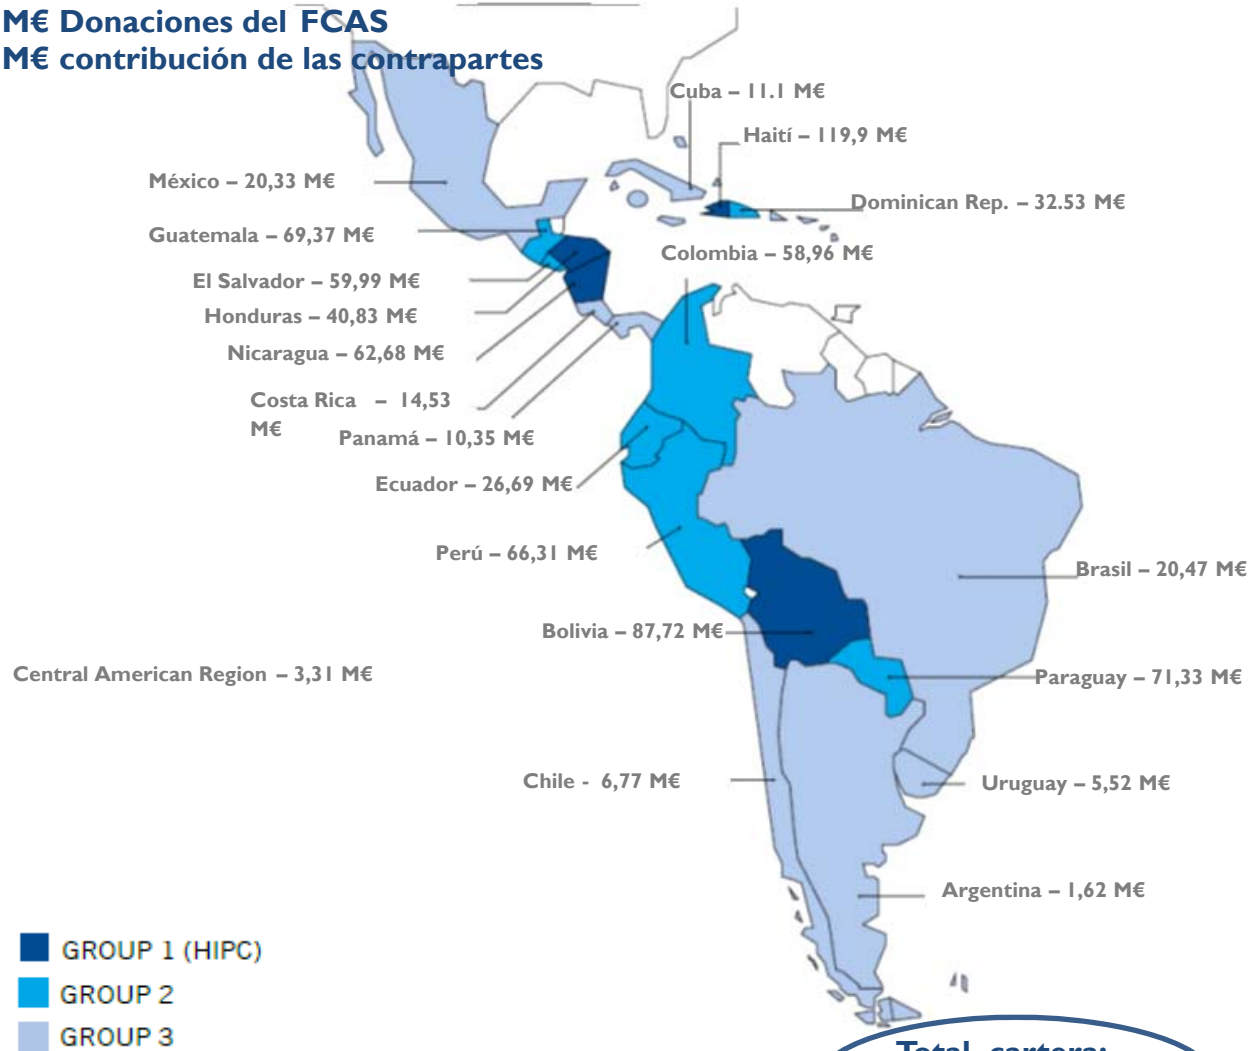 M€ Donaciones del FCAS
M€ contribución de las contrapartes
Cuba – 11.1 M€
Haití – 119,9 M€
México – 20,33 M€
Dominican Rep. – 32.53 M€
Guatemala – 69,37 M€
Colombia – 58,96 M€
El Salvador – 59,99 M€
Honduras – 40,83 M€
Nicaragua – 62,68 M€
Costa Rica – 14,53
M€
Panamá – 10,35 M€
Ecuador – 26,69 M€
Perú – 66,31 M€
Brasil – 20,47 M€
Bolivia – 87,72 M€
Central American Region – 3,31 M€
Paraguay – 71,33 M€
Chile - 6,77 M€
Uruguay – 5,52 M€
Argentina – 1,62 M€
GROUP 1 (HIPC)
GROUP 2
GROUP 3
Total cartera: